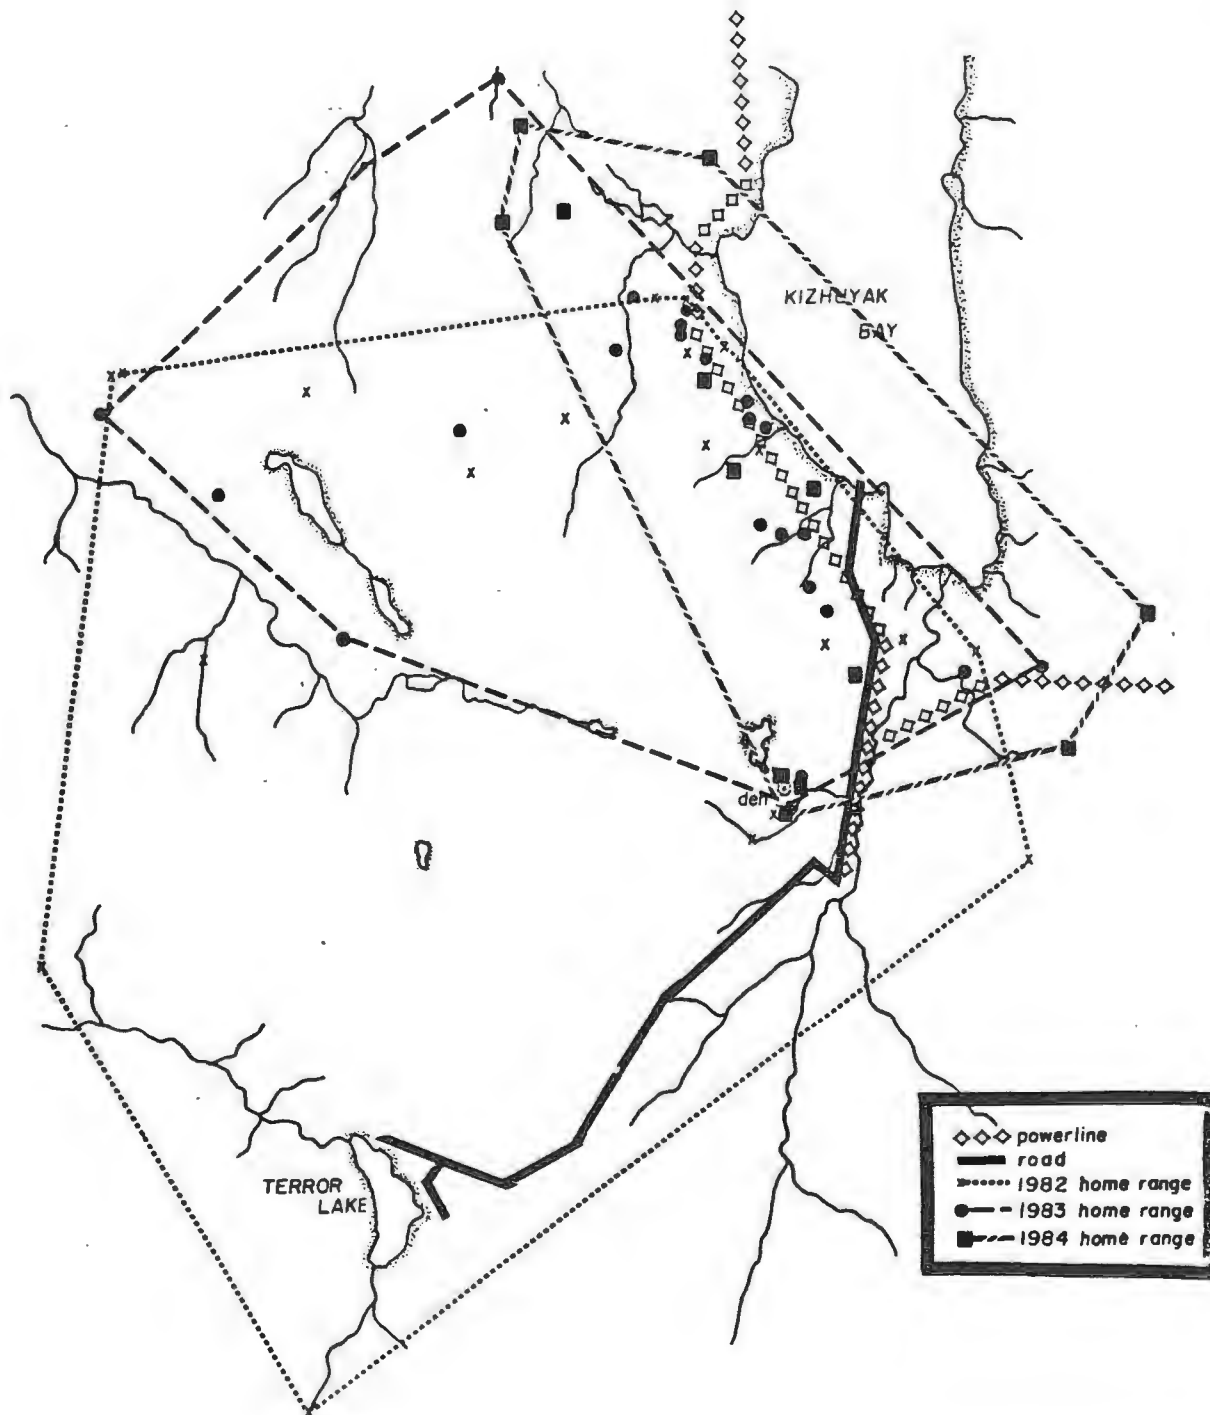 KIZHUYAK
BAY
den
TERROR
LAKE
powerline
road
1982 home range
1983 home range
1984 home range